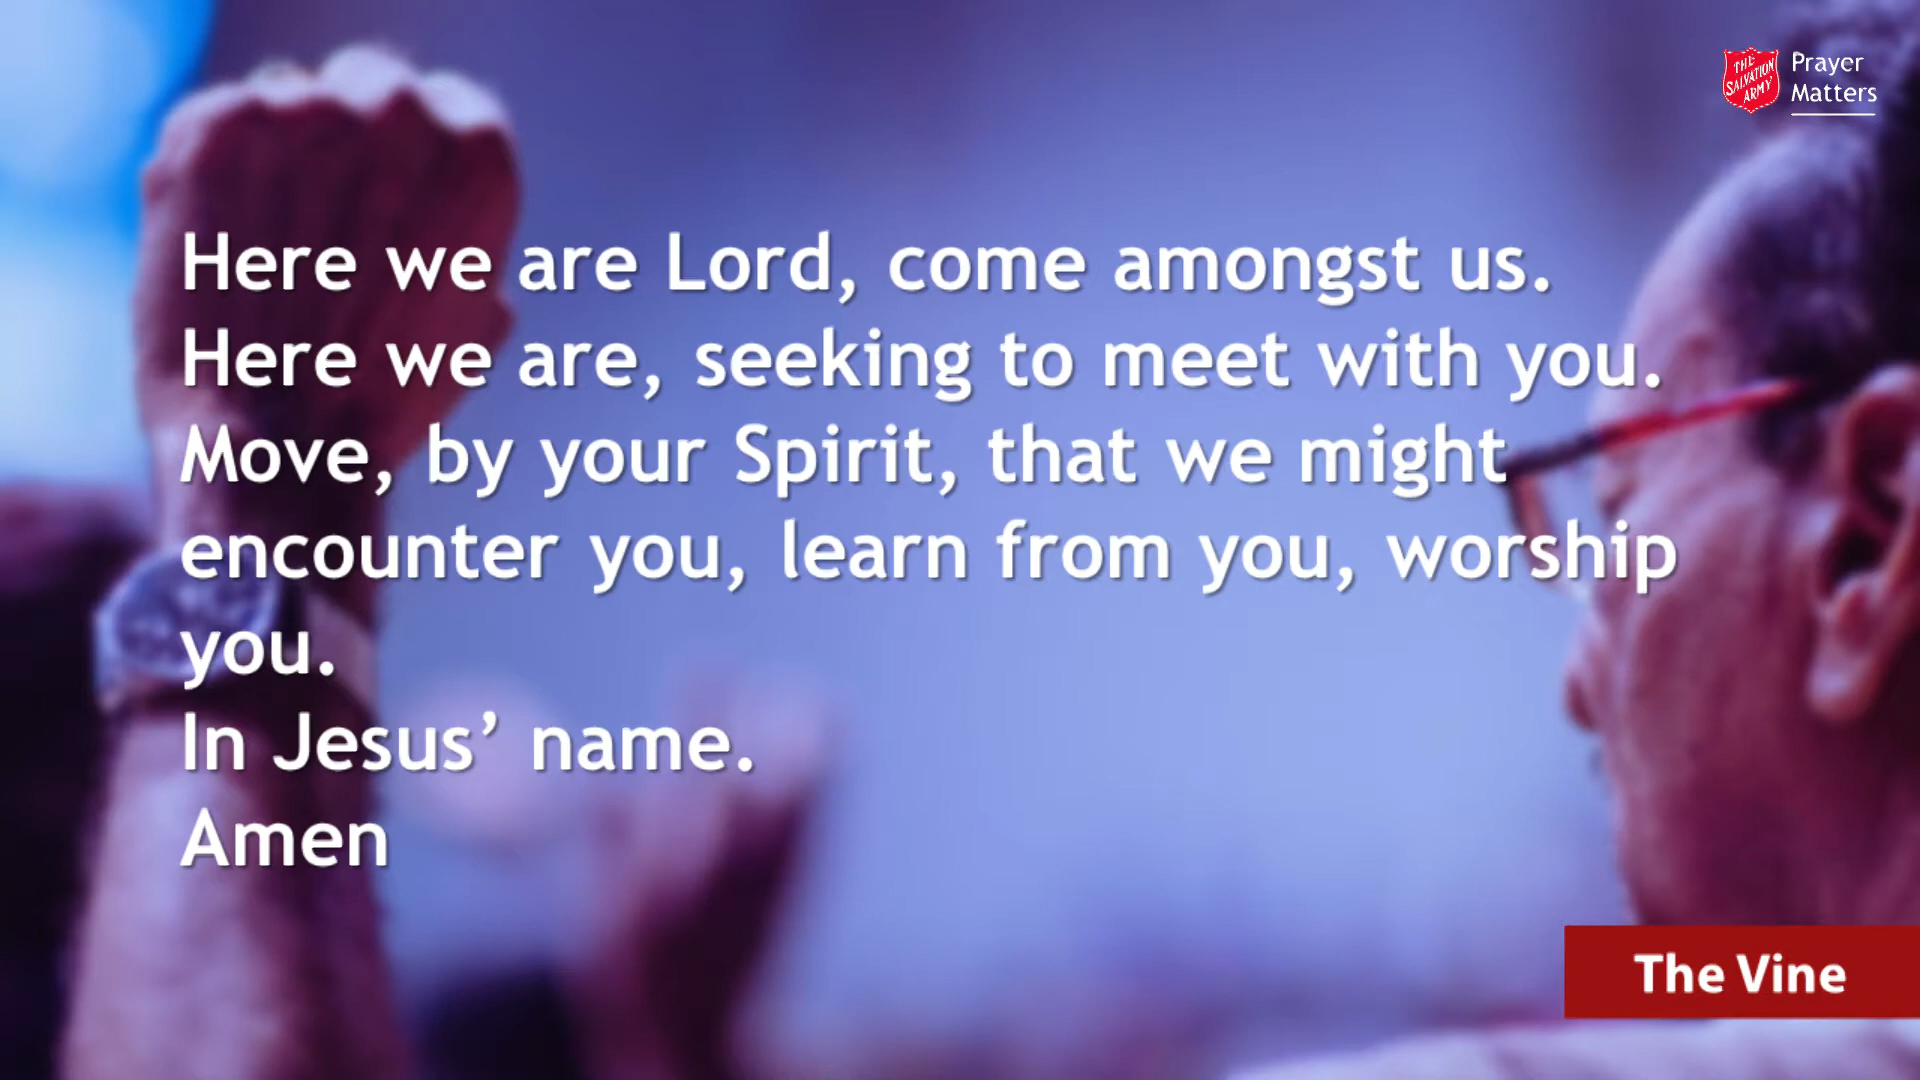 THE
SALVATION
ARMY
Prayer
Matters
Here we are Lord, come amongst us.
Here we are, seeking to meet with you.
Move, by your Spirit, that we might
encounter you, learn from you, worship
you.
In Jesus’ name.
Amen
The Vine